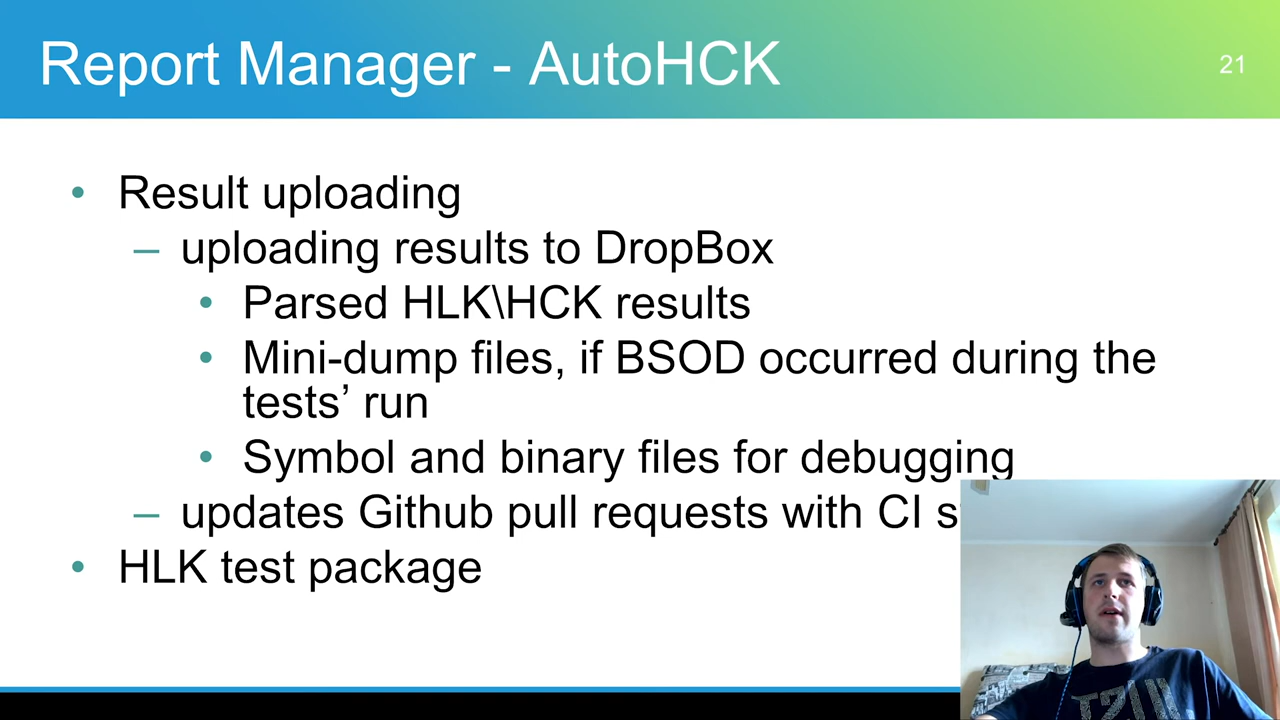 Report Manager - AutoHCK
21
• Result uploading
– uploading results to DropBox
• Parsed HLK\HCK results
• Mini-dump files, if BSOD occurred during the
tests’ run
• Symbol and binary files for debugging
– updates Github pull requests with CI
• HLK test package